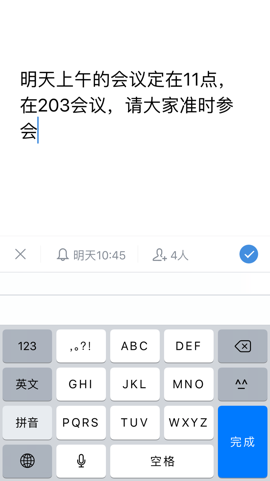 明天上午的会议定在11点，
在203会议，请大家准时参
会
明天10:45 4人
123 ,。?! ABC DEF
英文 GHI JKL MNO ^^
拼音 PQRS TUV WXYZ
完成
空格